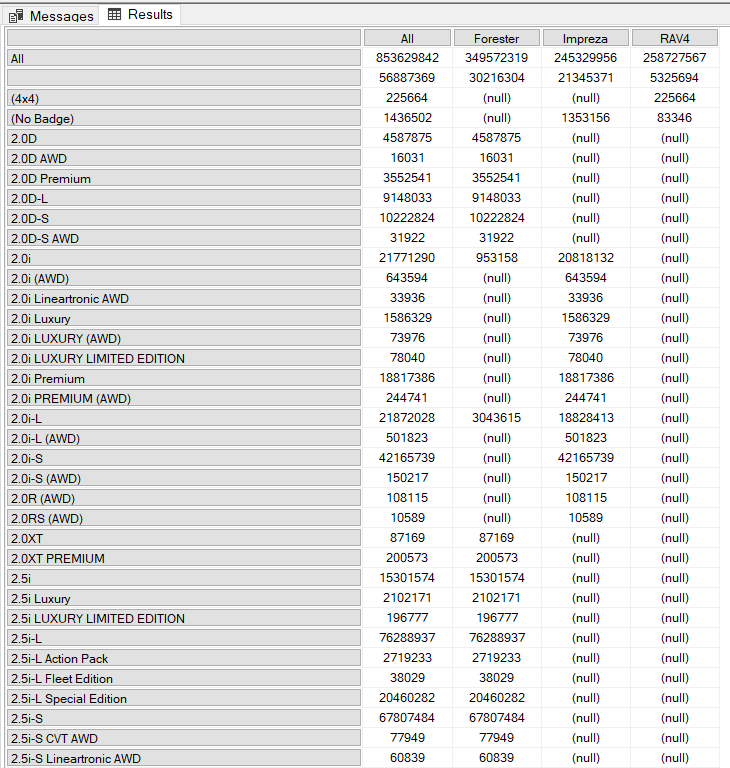 Messages Results
All Forester Impreza RAV4
All 853629842 349572319 245329956 258727567
56887369 30216304 21345371 5325694
(4x4) 225664 (null) (null) 225664
(No Badge) 1436502 (null) 1353156 83346
2.0D 4587875 4587875 (null) (null)
2.0D AWD 16031 16031 (null) (null)
2.0D Premium 3552541 3552541 (null) (null)
2.0D-L 9148033 9148033 (null) (null)
2.0D-S 10222824 10222824 (null) (null)
2.0D-S AWD 31922 31922 (null) (null)
2.0i 21771290 953158 20818132 (null)
2.0i (AWD) 643594 (null) 643594 (null)
2.0i Lineartronic AWD 33936 (null) 33936 (null)
2.0i Luxury 1586329 (null) 1586329 (null)
2.0i LUXURY (AWD) 73976 (null) 73976 (null)
2.0i LUXURY LIMITED EDITION 78040 (null) 78040 (null)
2.0i Premium 18817386 (null) 18817386 (null)
2.0i PREMIUM (AWD) 244741 (null) 244741 (null)
2.0i-L 21872028 3043615 18828413 (null)
2.0i-L (AWD) 501823 (null) 501823 (null)
2.0i-S 42165739 (null) 42165739 (null)
2.0i-S (AWD) 150217 (null) 150217 (null)
2.0R (AWD) 108115 (null) 108115 (null)
2.0RS (AWD) 10589 (null) 10589 (null)
2.0XT 87169 87169 (null) (null)
2.0XT PREMIUM 200573 200573 (null) (null)
2.5i 15301574 15301574 (null) (null)
2.5i Luxury 2102171 2102171 (null) (null)
2.5i LUXURY LIMITED EDITION 196777 196777 (null) (null)
2.5i-L 76288937 76288937 (null) (null)
2.5i-L Action Pack 2719233 2719233 (null) (null)
2.5i-L Fleet Edition 38029 38029 (null) (null)
2.5i-L Special Edition 20460282 20460282 (null) (null)
2.5i-S 67807484 67807484 (null) (null)
2.5i-S CVT AWD 77949 77949 (null) (null)
2.5i-S Lineartronic AWD 60839 60839 (null) (null)